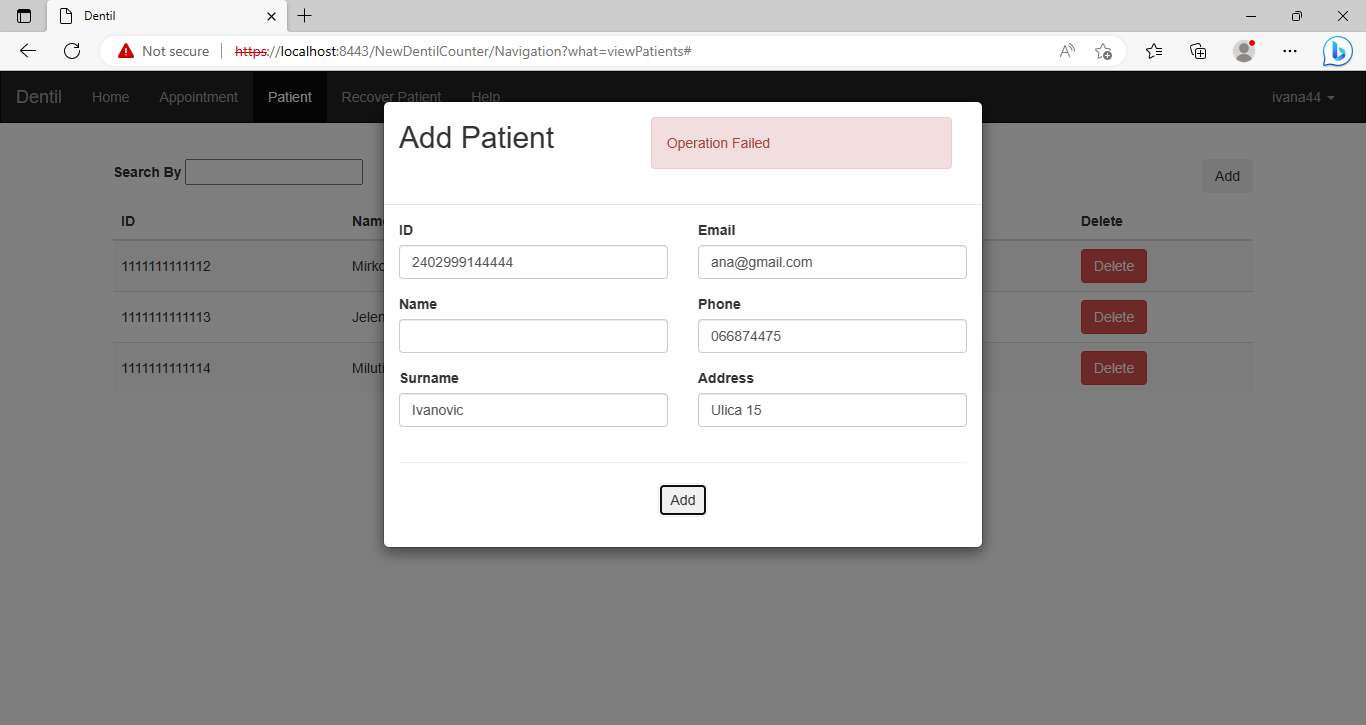 Dentil
Not secure https://localhost:8443/NewDentilCounter/Navigation?what=viewPatients#
Dentil Home Appointment Patient Recover Patient Help ivana44
Add Patient
Operation Failed
Search By
Add
ID Name Delete
1111111111112 Mirko Delete
1111111111113 Jelen Delete
1111111111114 Miluti Delete
ID Email
2402999144444 ana@gmail.com
Name Phone
066874475
Surname Address
Ivanovic Ulica 15
Add